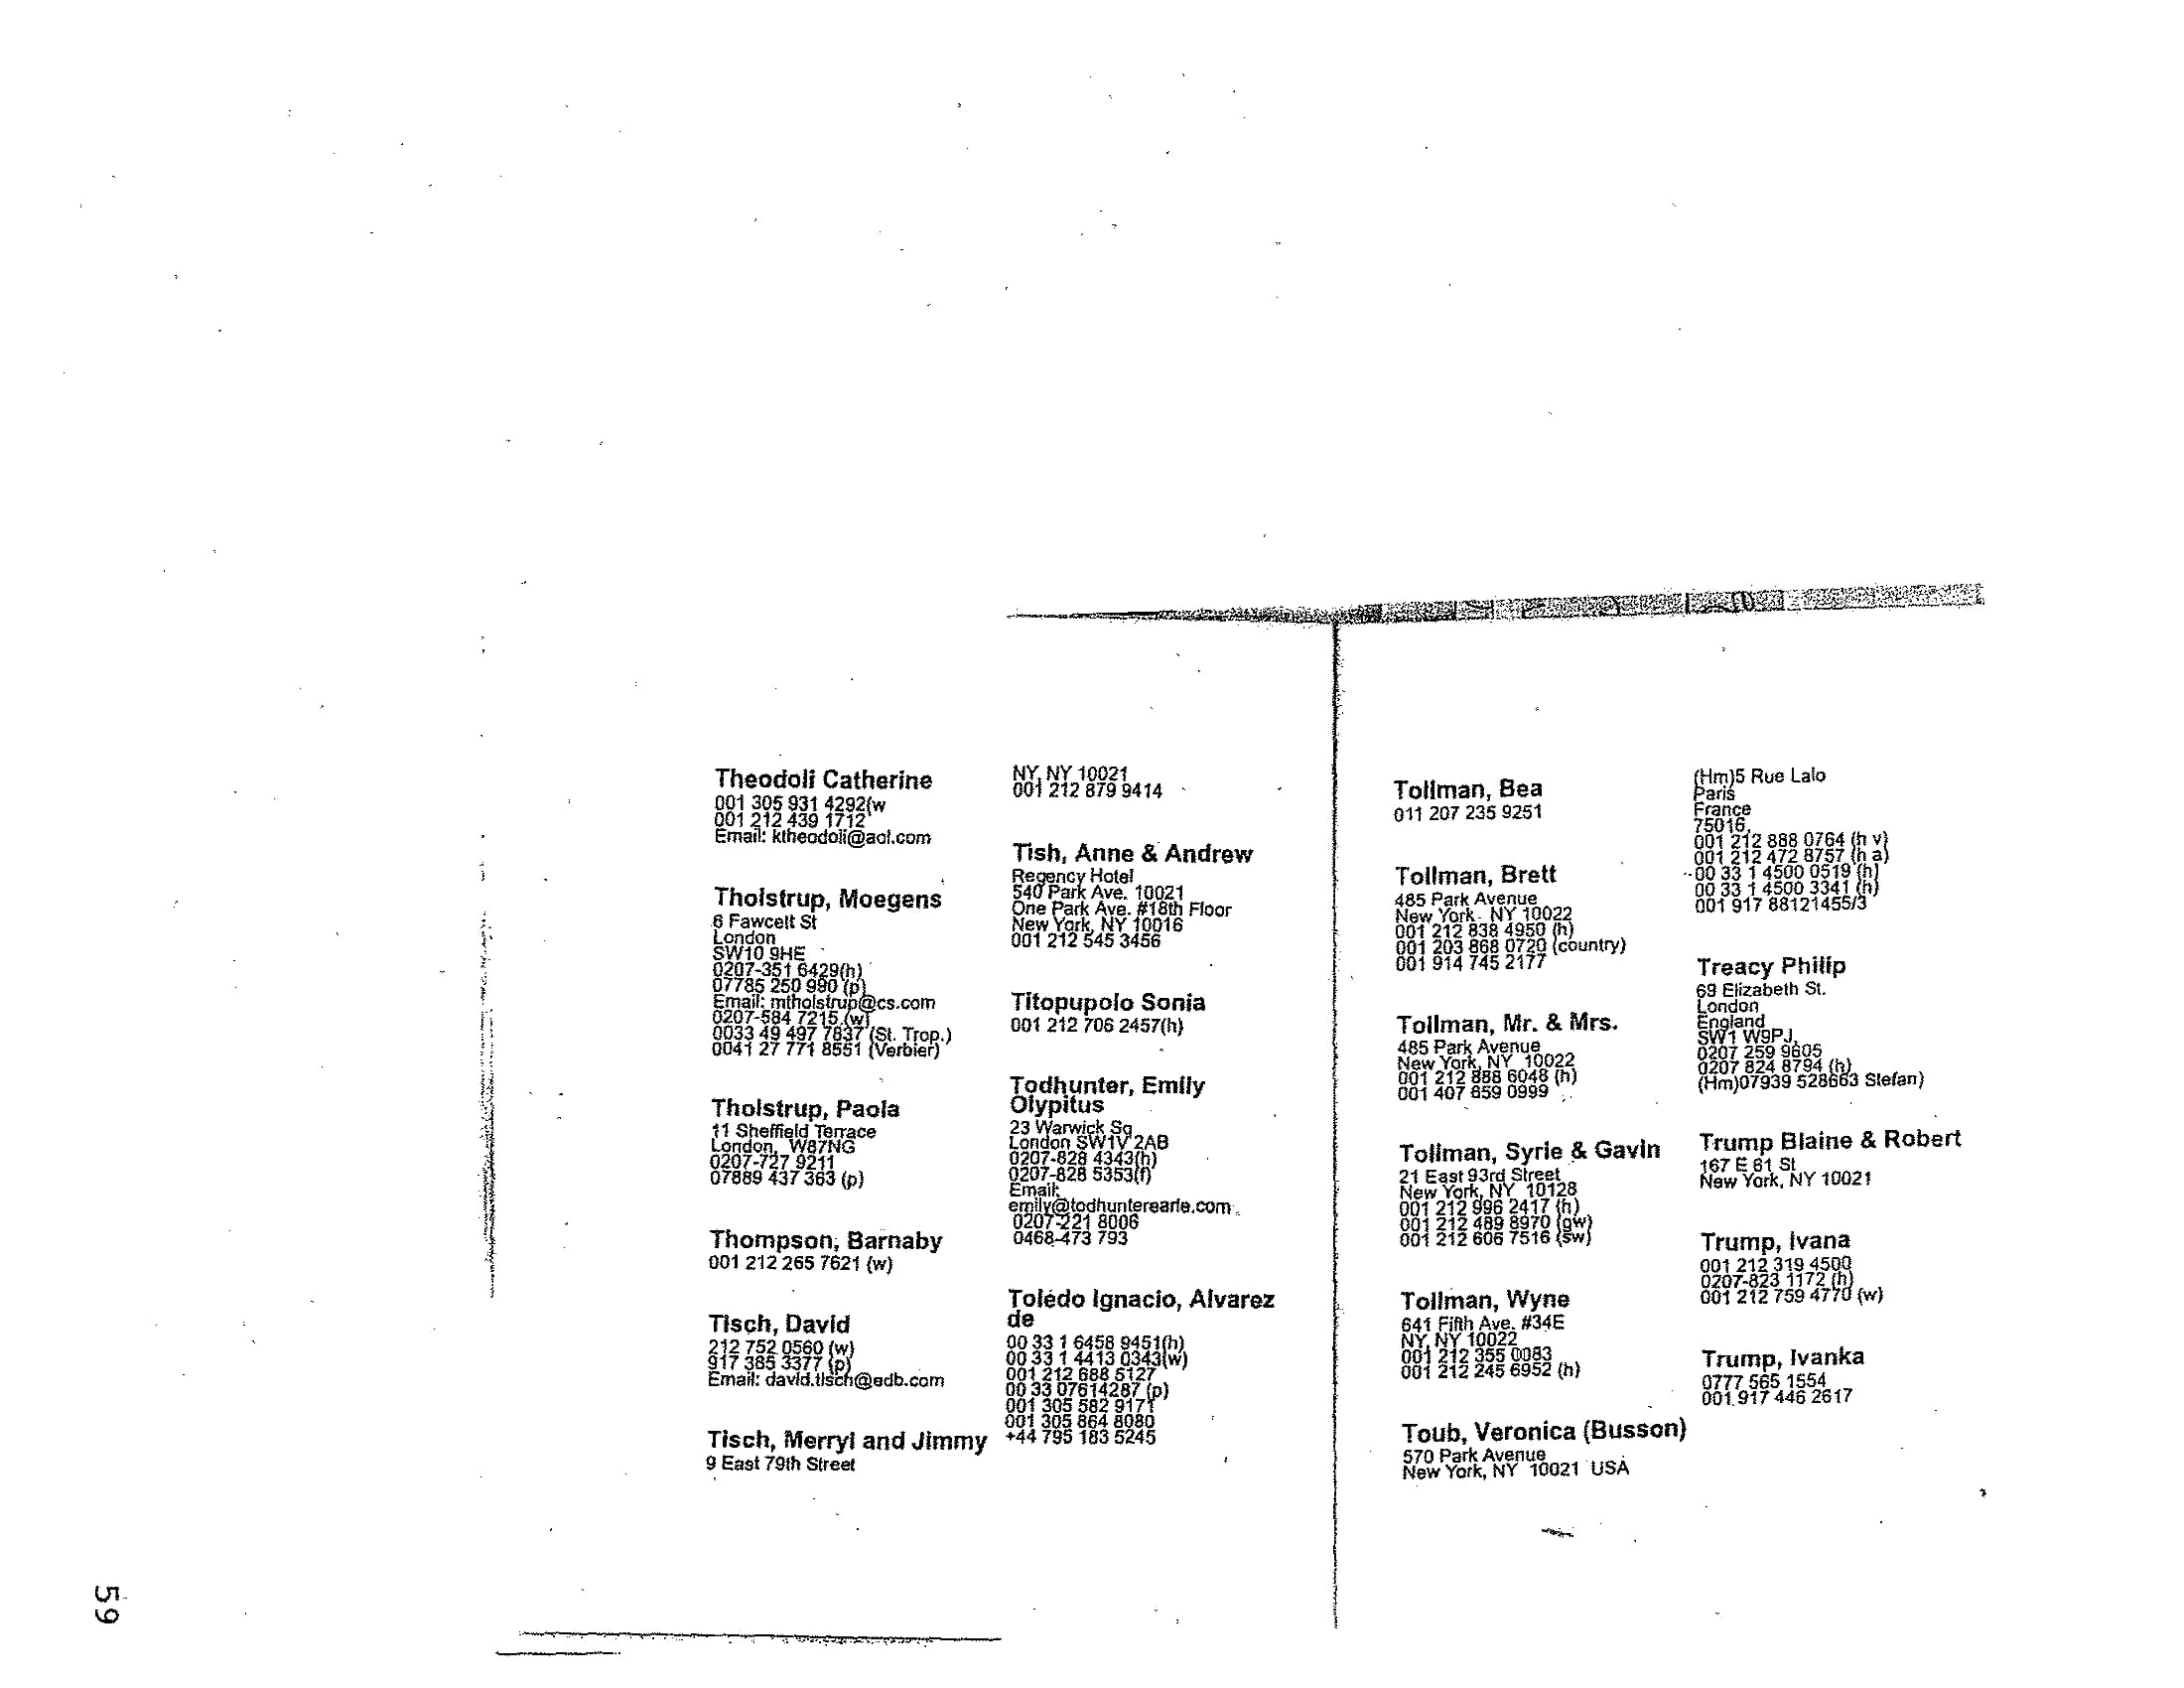 Theodoli Catherine
001 305 931 4292(w
001 212 439 1712
Email: ktheodoli@aol.com
Tholstrup, Moegens
6 Fawcett St
London
SW10 9HE
0207-351 6429(h)
07785 250 990 (p)
Email: mtholstrup@cs.com
0207-584 7215 (w)
0033 49 497 7837 (St. Trop.)
0041 27 771 8551 (Verbier)
Tholstrup, Paola
11 Sheffield Terrace
London, W87NG
0207-727 9211
07889 437 363 (p)
Thompson, Barnaby
001 212 265 7621 (w)
Tisch, David
212 752 0560 (w)
917 385 3377 (p)
Email: david.tisch@edb.com
Tisch, Merryl and Jimmy
9 East 79th Street
NY, NY 10021
001 212 879 9414
Tish, Anne & Andrew
Regency Hotel
540 Park Ave. 10021
One Park Ave. #18th Floor
New York, NY 10016
001 212 545 3456
Titopupolo Sonia
001 212 706 2457(h)
Todhunter, Emily
Olypitus
23 Warwick Sq
London SW1V 2AB
0207-828 4343(h)
0207-828 5353(f)
Email:
emily@todhunterearle.com
0207-221 8006
0468-473 793
Toledo Ignacio, Alvarez
de
00 33 1 6458 9451(h)
00 33 1 4413 0343(w)
001 212 688 5127
00 33 07614287 (p)
001 305 582 9171
001 305 864 8080
+44 795 183 5245
Tollman, Bea
011 207 235 9251
Tollman, Brett
485 Park Avenue
New York, NY 10022
001 212 838 4950 (h)
001 203 868 0720 (country)
001 914 745 2177
Tollman, Mr. & Mrs.
485 Park Avenue
New York, NY 10022
001 212 888 6048 (h)
001 407 859 0999
Tollman, Syrie & Gavin
21 East 93rd Street
New York, NY 10128
001 212 996 2417 (h)
001 212 489 8970 (gw)
001 212 606 7516 (sw)
Tollman, Wyne
641 Fifth Ave. #34E
NY, NY 10022
001 212 355 0083
001 212 245 6952 (h)
Toub, Veronica (Busson)
570 Park Avenue
New York, NY 10021 USA
(Hm)5 Rue Lalo
Paris
France
75016,
001 212 888 0764 (h v)
001 212 472 8757 (h a)
00 33 1 4500 0519 (h)
00 33 1 4500 3341 (h)
001 917 88121455/3
Treacy Philip
69 Elizabeth St.
London
England
SW1 W9PJ,
0207 259 9605
0207 824 8794 (h)
(Hm)07939 528663 Stefan)
Trump Blaine & Robert
167 E 61 St
New York, NY 10021
Trump, Ivana
001 212 319 4500
0207-823 1172 (h)
001 212 759 4770 (w)
Trump, Ivanka
0777 565 1554
001 917 446 2617
59